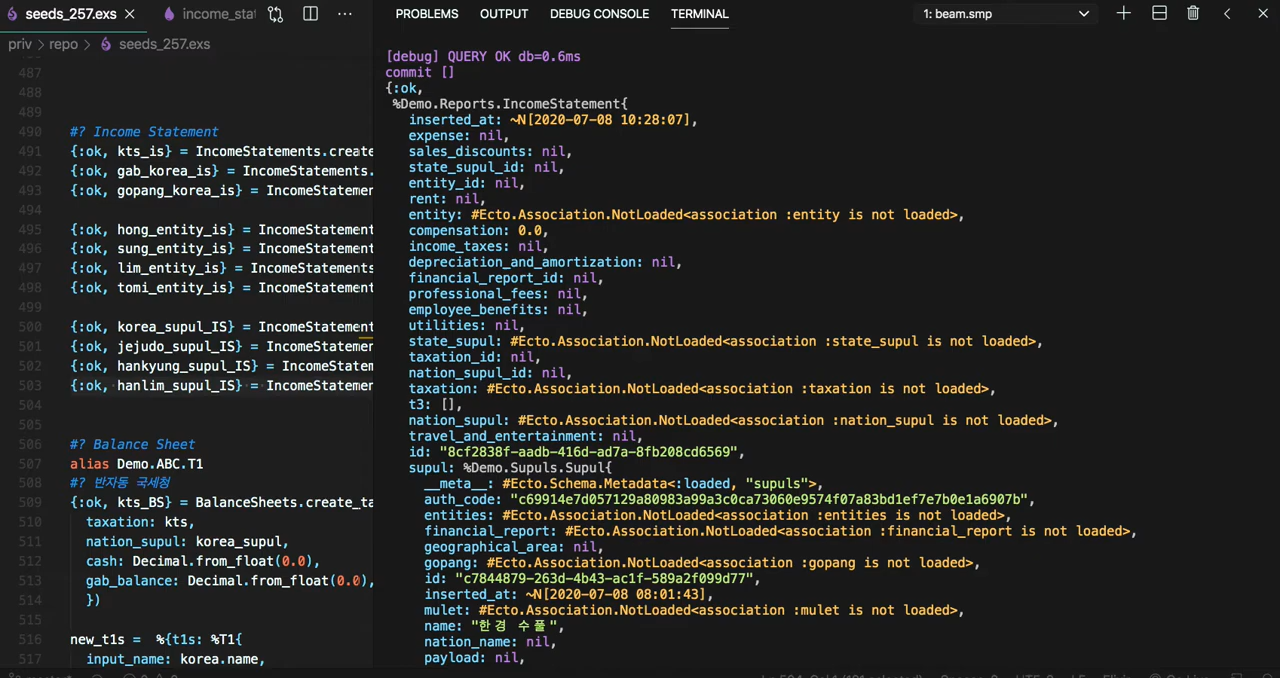 seeds_257.exs
income_stat
PROBLEMS OUTPUT DEBUG CONSOLE TERMINAL
1: beam.smp
priv > repo > seeds_257.exs
487
488
489
490 #? Income Statement
491 {:ok, kts_is} = IncomeStatements.create
492 {:ok, gab_korea_is} = IncomeStatements.
493 {:ok, gopang_korea_is} = IncomeStatemen
494
495 {:ok, hong_entity_is} = IncomeStatement
496 {:ok, sung_entity_is} = IncomeStatement
497 {:ok, lim_entity_is} = IncomeStatements
498 {:ok, tomi_entity_is} = IncomeStatement
499
500 {:ok, korea_supul_IS} = IncomeStatement
501 {:ok, jejudo_supul_IS} = IncomeStatemen
502 {:ok, hankyung_supul_IS} = IncomeStatem
503 {:ok, hanlim_supul_IS} = IncomeStatemen
504
505
506 #? Balance Sheet
507 alias Demo.ABC.T1
508 #? 반자동 국세청
509 {:ok, kts_BS} = BalanceSheets.create_ta
510 taxation: kts,
511 nation_supul: korea_supul,
512 cash: Decimal.from_float(0.0),
513 gab_balance: Decimal.from_float(0.0),
514 })
515
516 new_t1s = %{t1s: %T1{
517 input_name: korea.name,
[debug] QUERY OK db=0.6ms
commit []
{:ok,
%Demo.Reports.IncomeStatement{
inserted_at: ~N[2020-07-08 10:28:07],
expense: nil,
sales_discounts: nil,
state_supul_id: nil,
entity_id: nil,
rent: nil,
entity: #Ecto.Association.NotLoaded<association :entity is not loaded>,
compensation: 0.0,
income_taxes: nil,
depreciation_and_amortization: nil,
financial_report_id: nil,
professional_fees: nil,
employee_benefits: nil,
utilities: nil,
state_supul: #Ecto.Association.NotLoaded<association :state_supul is not loaded>,
taxation_id: nil,
nation_supul_id: nil,
taxation: #Ecto.Association.NotLoaded<association :taxation is not loaded>,
t3: [],
nation_supul: #Ecto.Association.NotLoaded<association :nation_supul is not loaded>,
travel_and_entertainment: nil,
id: "8cf2838f-aadb-416d-ad7a-8fb208cd6569",
supul: %Demo.Supuls.Supul{
__meta__: #Ecto.Schema.Metadata<:loaded, "supuls">,
auth_code: "c69914e7d057129a80983a99a3c0ca73060e9574f07a83bd1ef7e7b0e1a6907b",
entities: #Ecto.Association.NotLoaded<association :entities is not loaded>,
financial_report: #Ecto.Association.NotLoaded<association :financial_report is not loaded>,
geographical_area: nil,
gopang: #Ecto.Association.NotLoaded<association :gopang is not loaded>,
id: "c7844879-263d-4b43-ac1f-589a2f099d77",
inserted_at: ~N[2020-07-08 08:01:43],
mulet: #Ecto.Association.NotLoaded<association :mulet is not loaded>,
name: "한경 수풀",
nation_name: nil,
payload: nil,